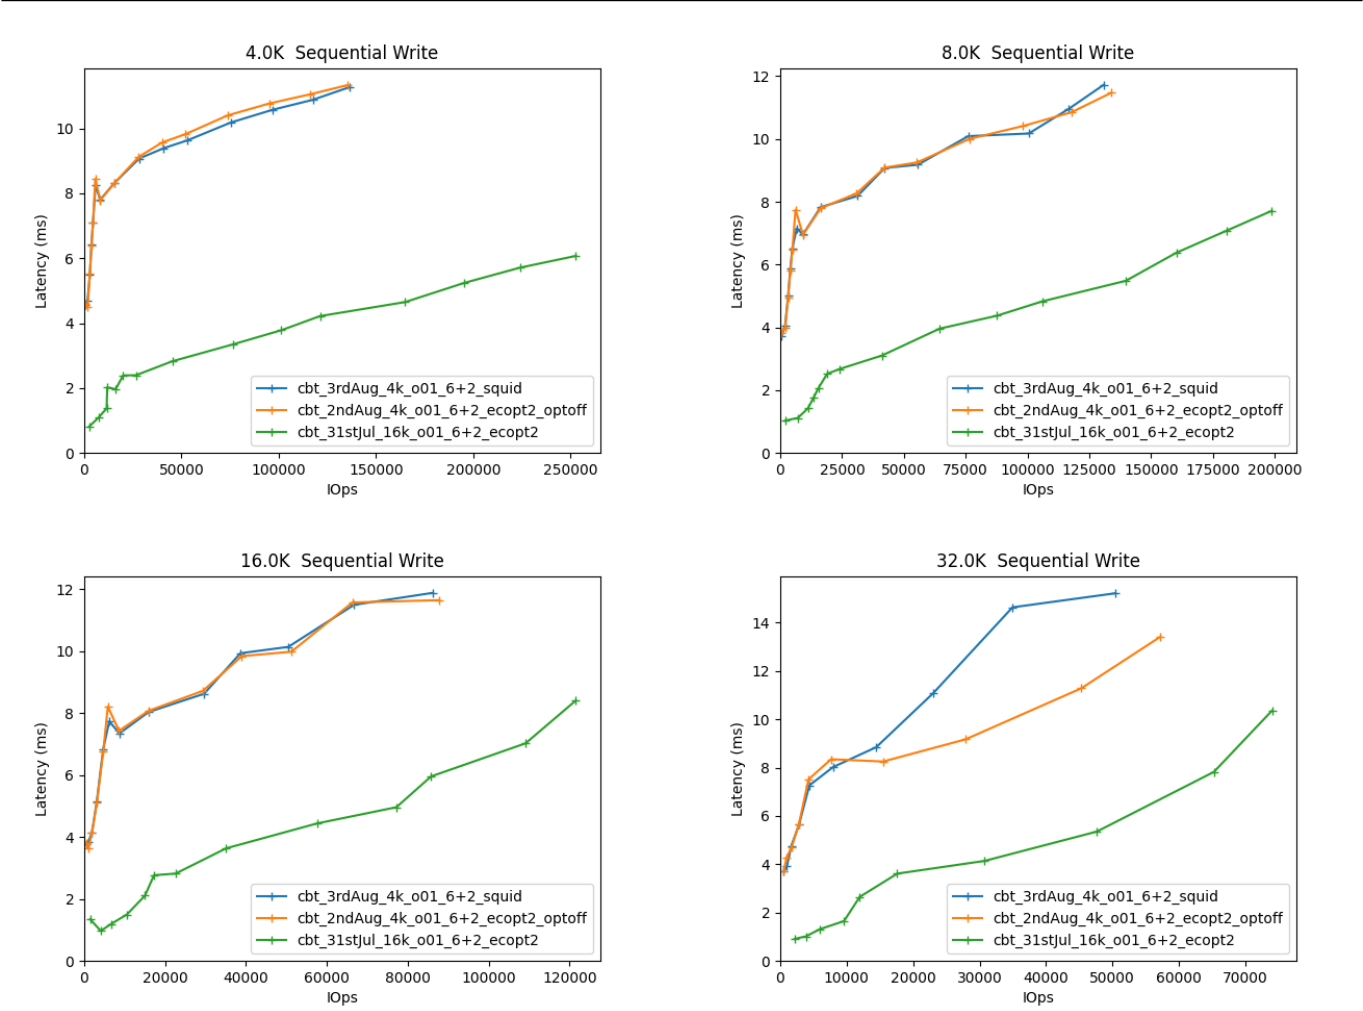 4.0K  Sequential Write
Latency (ms)
10
8
6
4
2
0
cbt_3rdAug_4k_o01_6+2_squid
cbt_2ndAug_4k_o01_6+2_ecopt2_optoff
cbt_31stJul_16k_o01_6+2_ecopt2
0 50000 100000 150000 200000 250000
IOps
8.0K  Sequential Write
Latency (ms)
12
10
8
6
4
2
0
cbt_3rdAug_4k_o01_6+2_squid
cbt_2ndAug_4k_o01_6+2_ecopt2_optoff
cbt_31stJul_16k_o01_6+2_ecopt2
0 25000 50000 75000 100000 125000 150000 175000 200000
IOps
16.0K  Sequential Write
Latency (ms)
12
10
8
6
4
2
0
cbt_3rdAug_4k_o01_6+2_squid
cbt_2ndAug_4k_o01_6+2_ecopt2_optoff
cbt_31stJul_16k_o01_6+2_ecopt2
0 20000 40000 60000 80000 100000 120000
IOps
32.0K  Sequential Write
Latency (ms)
14
12
10
8
6
4
2
0
cbt_3rdAug_4k_o01_6+2_squid
cbt_2ndAug_4k_o01_6+2_ecopt2_optoff
cbt_31stJul_16k_o01_6+2_ecopt2
0 10000 20000 30000 40000 50000 60000 70000
IOps